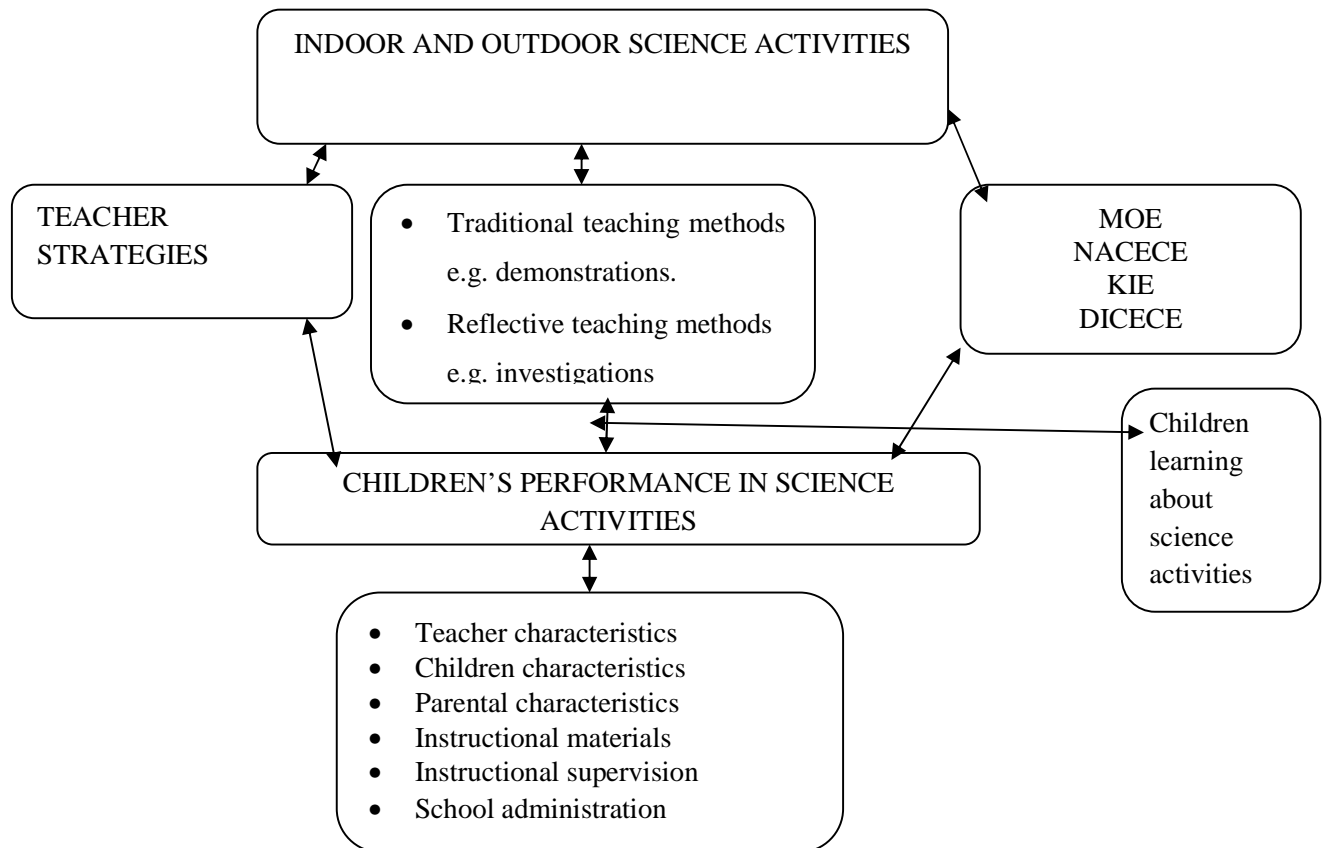 INDOOR AND OUTDOOR SCIENCE ACTIVITIES
TEACHER
STRATEGIES
• Traditional teaching methods
e.g. demonstrations.
• Reflective teaching methods
e.g. investigations
MOE
NACECE
KIE
DICECE
Children
learning
about
science
activities
CHILDREN’S PERFORMANCE IN SCIENCE
ACTIVITIES
• Teacher characteristics
• Children characteristics
• Parental characteristics
• Instructional materials
• Instructional supervision
• School administration